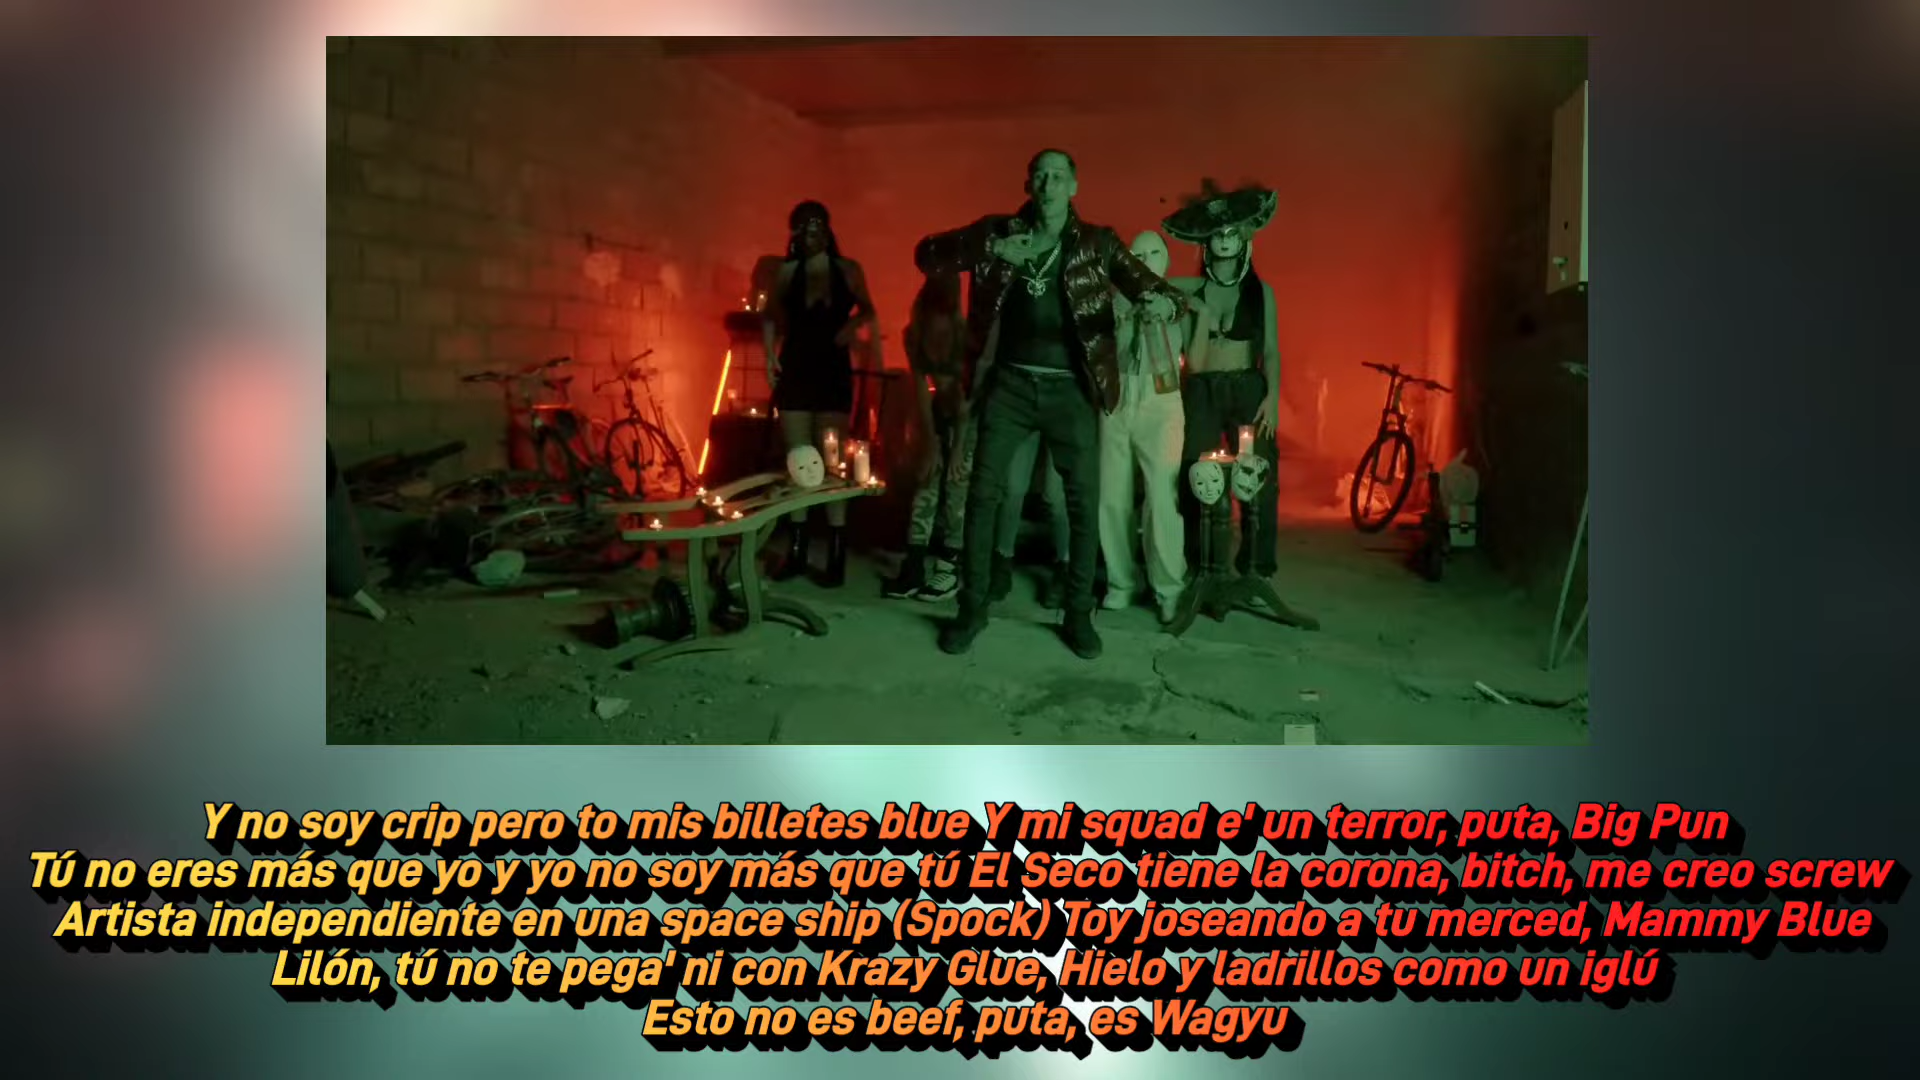 Y no soy crip pero to mis billetes blue Y mi squad e' un terror, puta, Big Pun
Tú no eres más que yo y yo no soy más que tú El Seco tiene la corona, bitch, me creo screw
Artista independiente en una space ship (Spock) Toy joseando a tu merced, Mammy Blue
Lilón, tú no te pega' ni con Krazy Glue, Hielo y ladrillos como un iglú
Esto no es beef, puta, es Wagyu